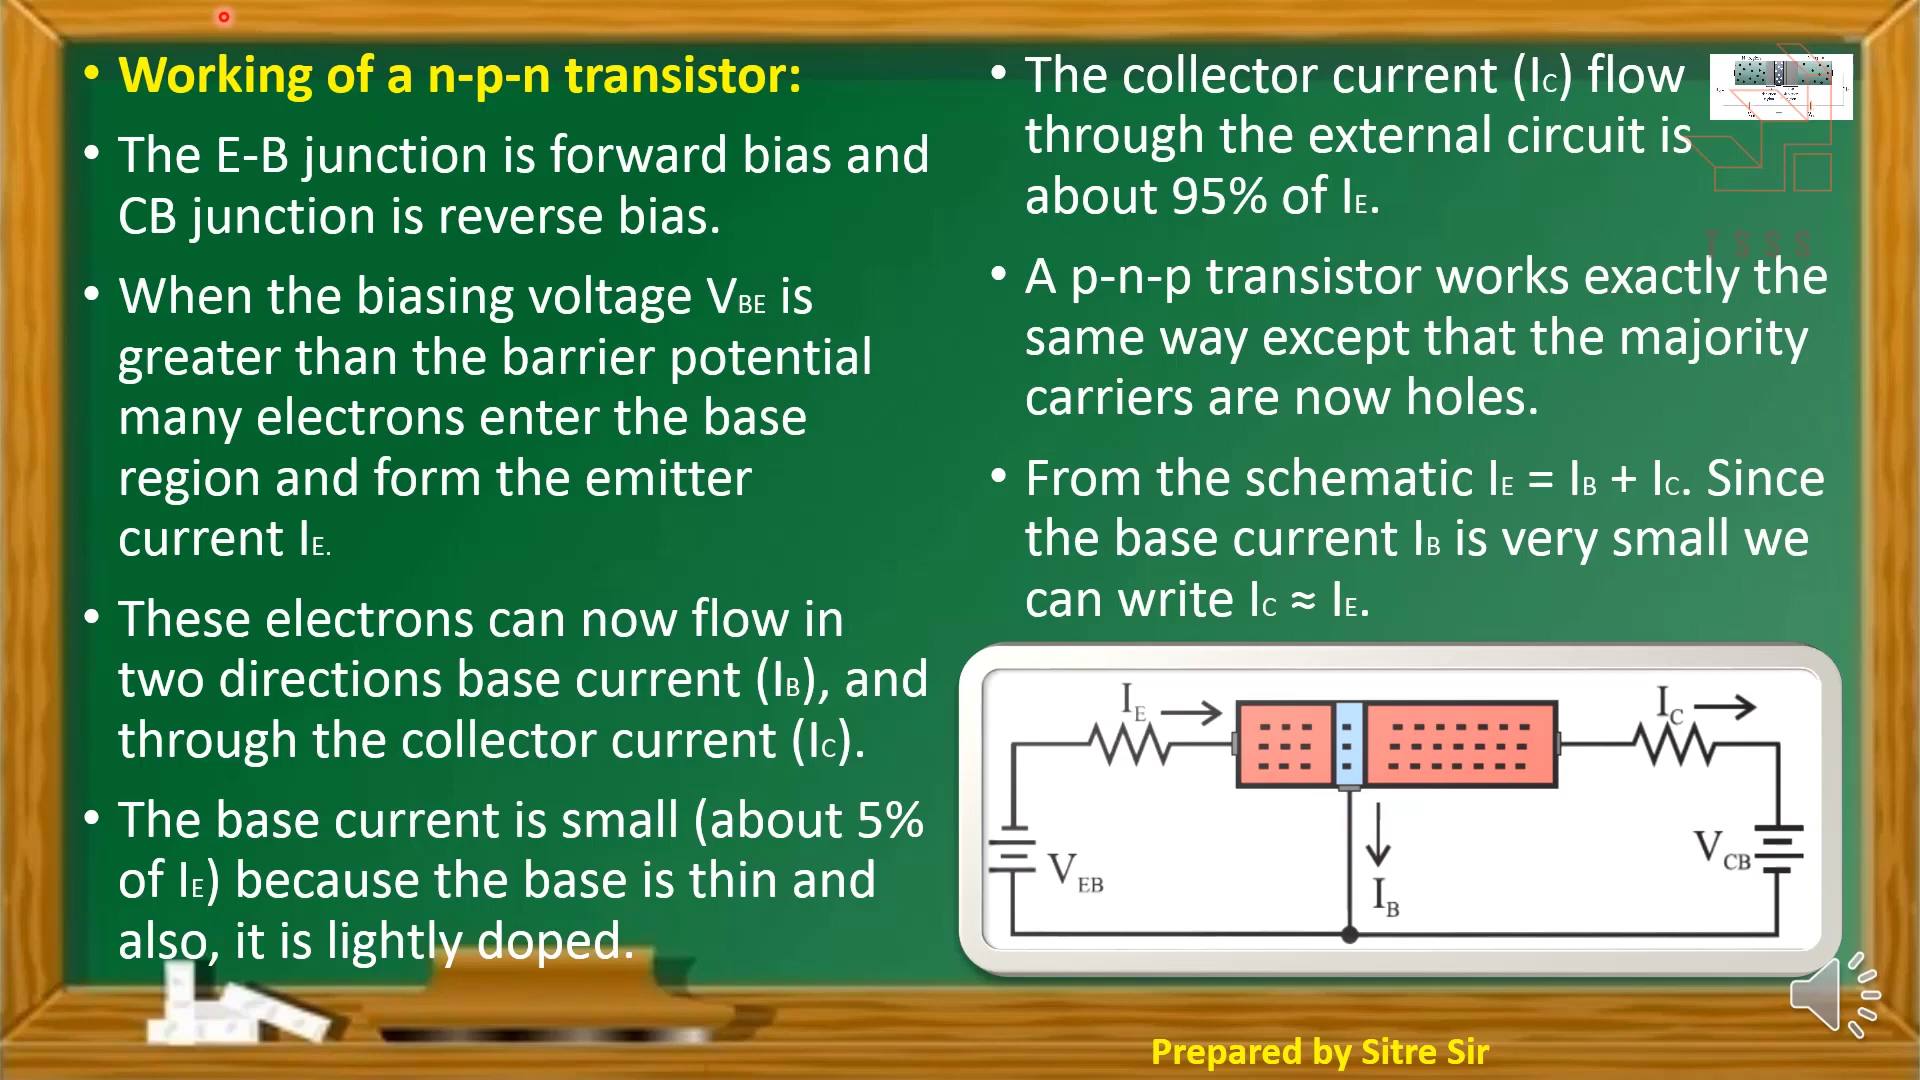 • Working of a n-p-n transistor:
• The E-B junction is forward bias and
CB junction is reverse bias.
• When the biasing voltage VBE is
greater than the barrier potential
many electrons enter the base
region and form the emitter
current IE.
• These electrons can now flow in
two directions base current (IB), and
through the collector current (IC).
• The base current is small (about 5%
of IE) because the base is thin and
also, it is lightly doped.
• The collector current (IC) flow
through the external circuit is
about 95% of IE.
• A p-n-p transistor works exactly the
same way except that the majority
carriers are now holes.
• From the schematic IE = IB + IC. Since
the base current IB is very small we
can write IC ≈ IE.
TSSS
IE
IC
VEB
IB
VCB
Prepared by Sitre Sir